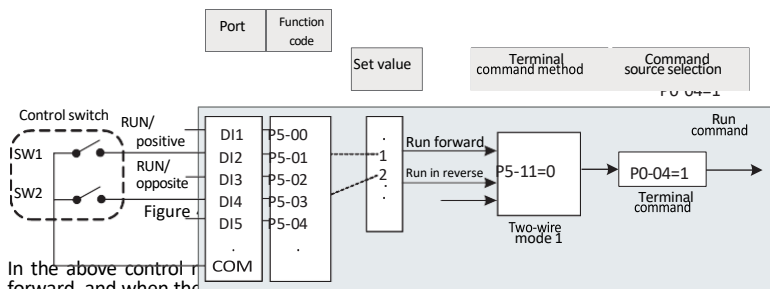 Port
Function
code
Set value
Terminal
command method
Command
source selection
P0-04=1
Control switch
RUN/
positive
RUN/
opposite
SW1
SW2
Figure
DI1
DI2
DI3
DI4
DI5
.
COM
P5-00
P5-01
P5-02
P5-03
P5-04
.
.
1
2
.
.
Run forward
Run in reverse
P5-11=0
Two-wire
mode 1
P0-04=1
Terminal
command
Run
command
In the above control
forward, and when the